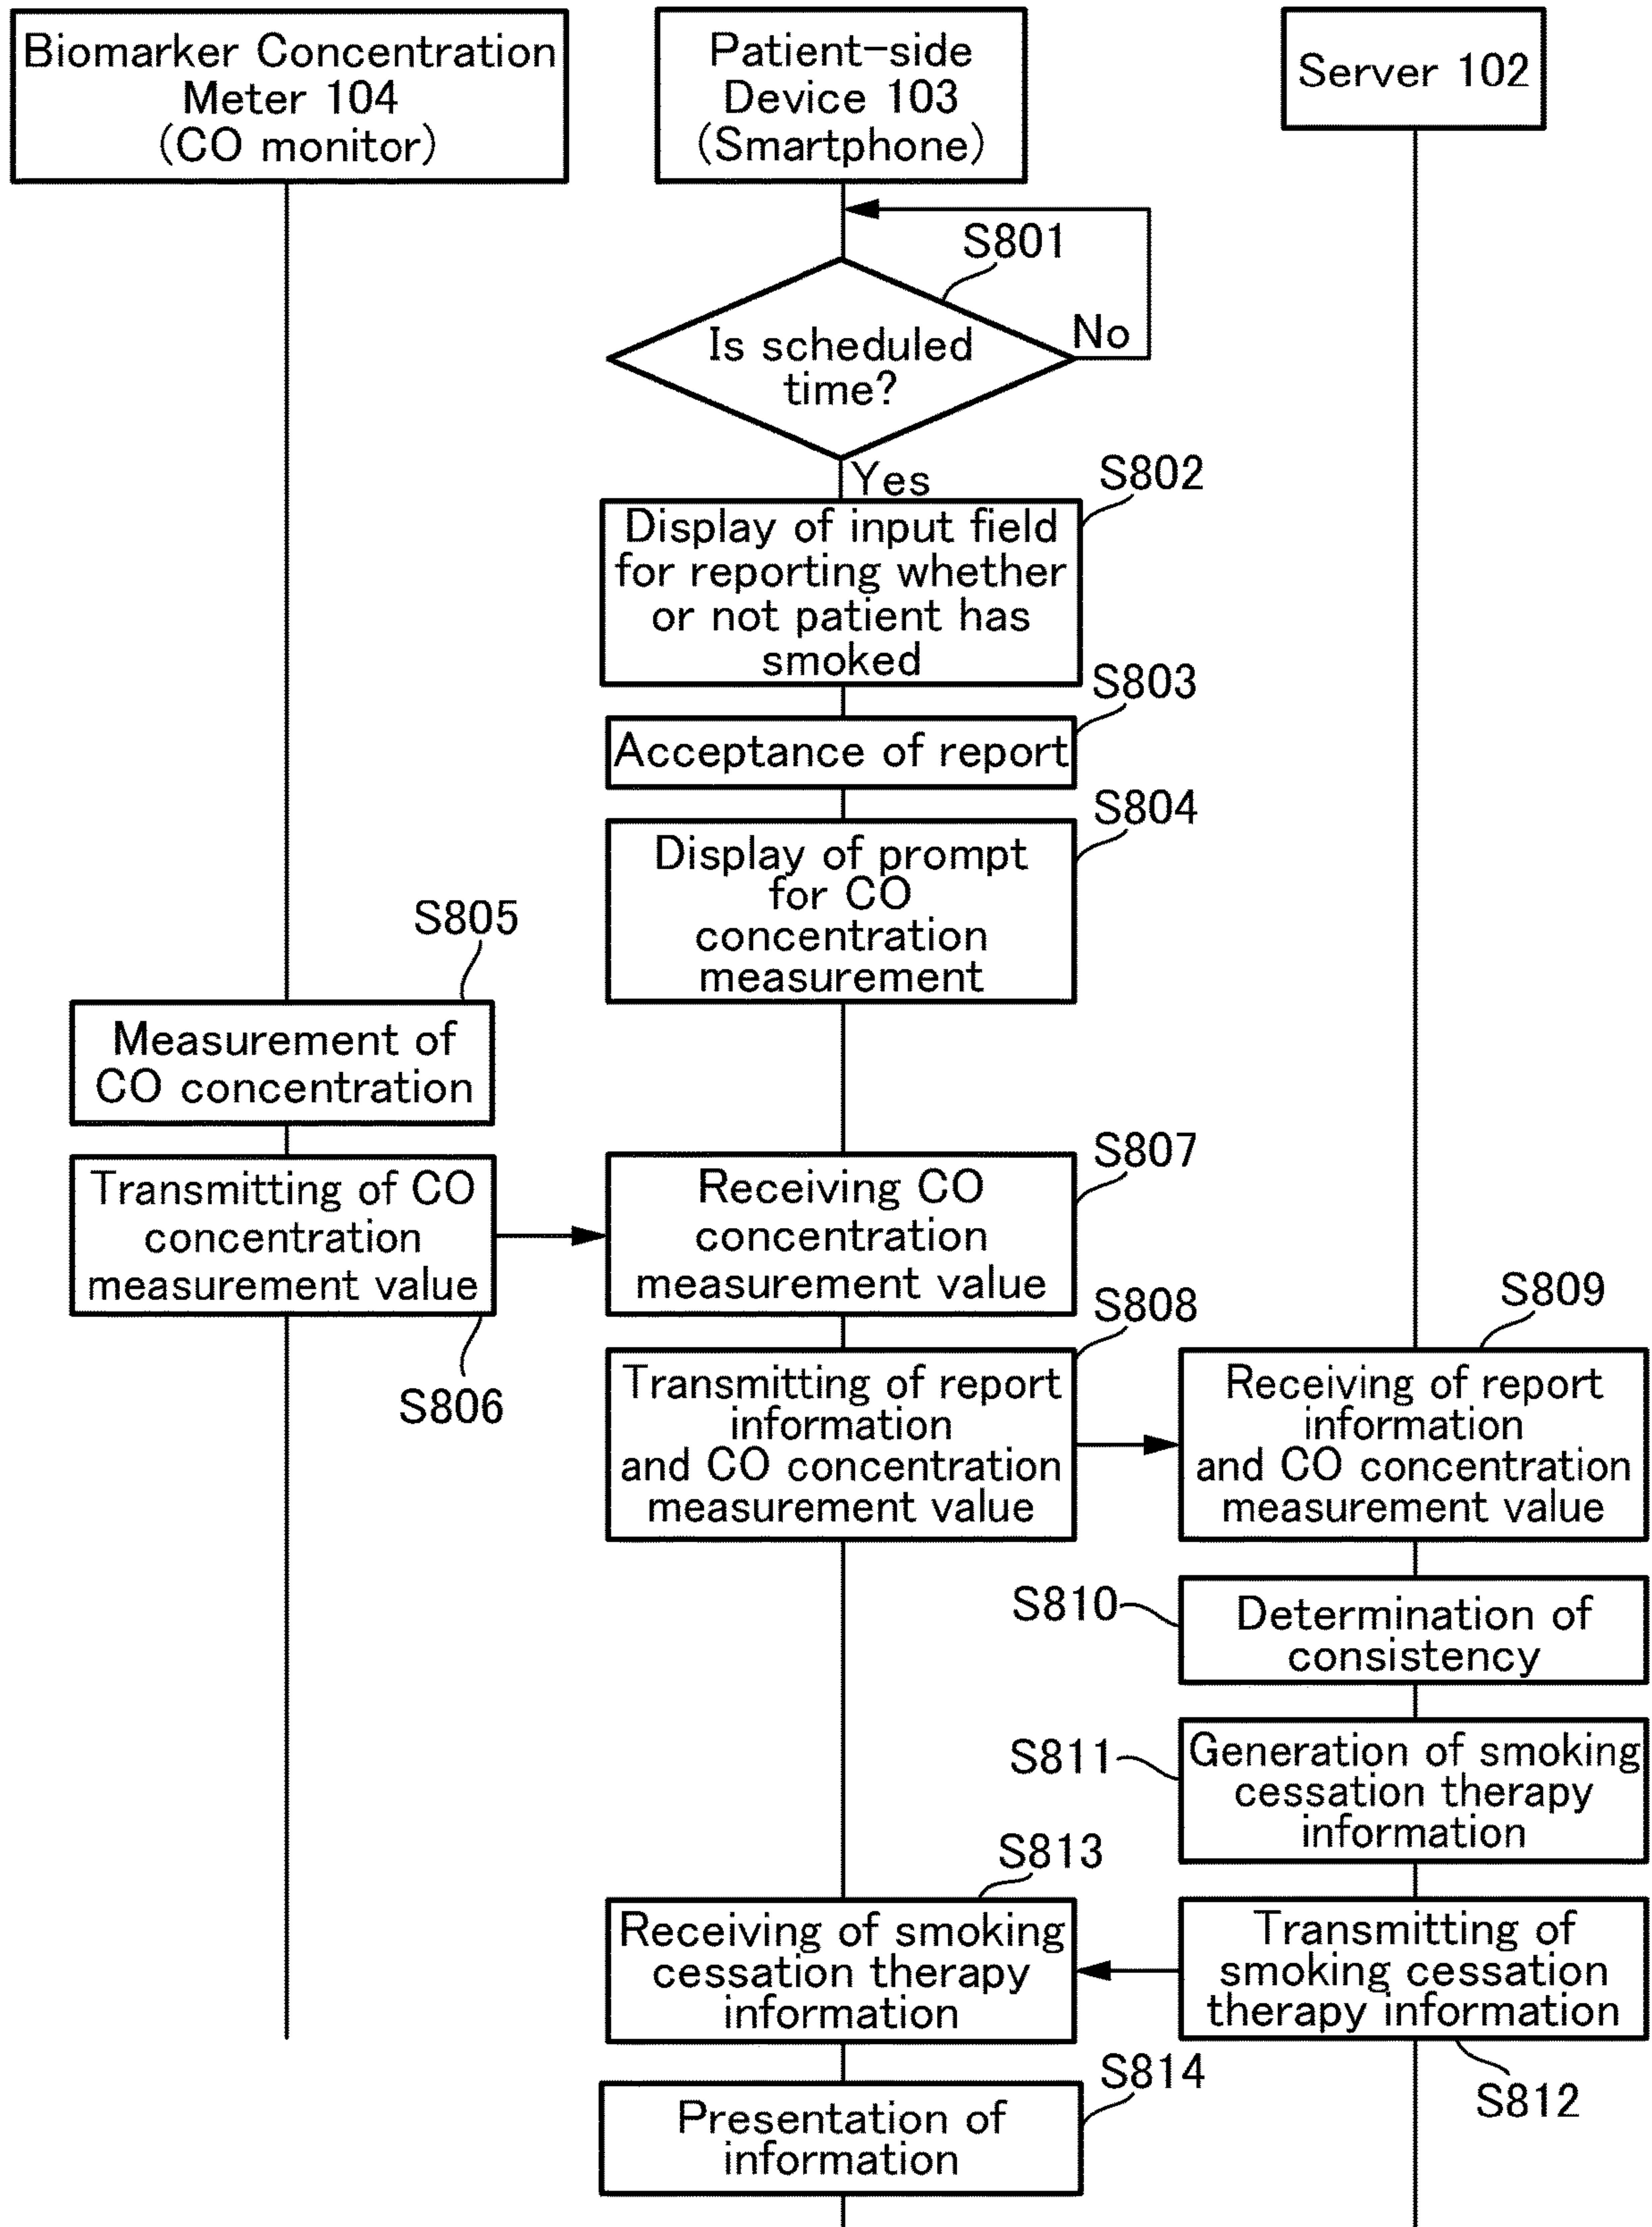 Biomarker Concentration
Meter 104
(CO monitor)
Patient-side
Device 103
(Smartphone)
Server 102
S801
Is scheduled
time?
No
Yes
S802
Display of input field
for reporting whether
or not patient has
smoked
S803
Acceptance of report
S804
Display of prompt
for CO
concentration
measurement
S805
Measurement of
CO concentration
Transmitting of CO
concentration
measurement value
S806
S807
Receiving CO
concentration
measurement value
S808
Transmitting of report
information
and CO concentration
measurement value
S809
Receiving of report
information
and CO concentration
measurement value
S810
Determination of
consistency
S811
Generation of smoking
cessation therapy
information
S813
Receiving of smoking
cessation therapy
information
Transmitting of
smoking cessation
therapy information
S812
S814
Presentation of
information